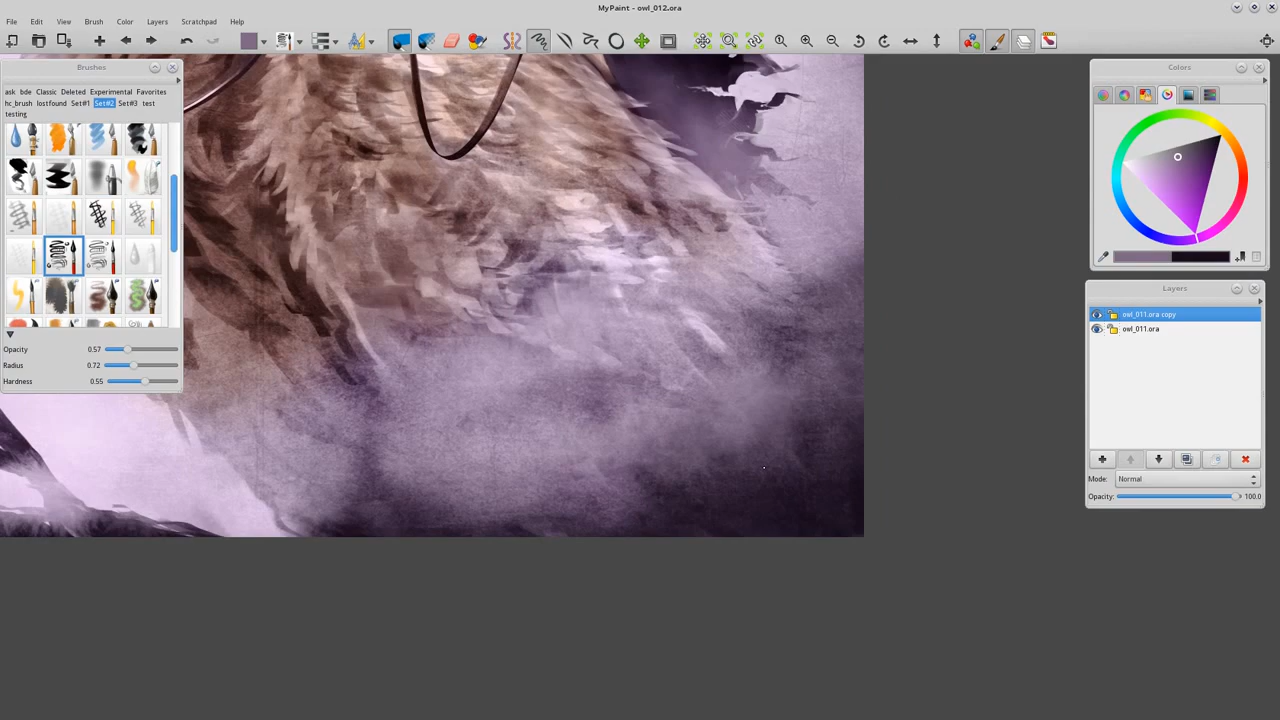 MyPaint - owl_012.ora
File Edit View Brush Color Layers Scratchpad Help
Brushes
ask bde Classic Deleted Experimental Favorites
hc_brush lostfound Set#1 Set#2 Set#3 test
testing
Opacity 0.57
Radius 0.72
Hardness 0.55
Colors
Layers
owl_011.ora copy
owl_011.ora
Mode: Normal
Opacity: 100.0